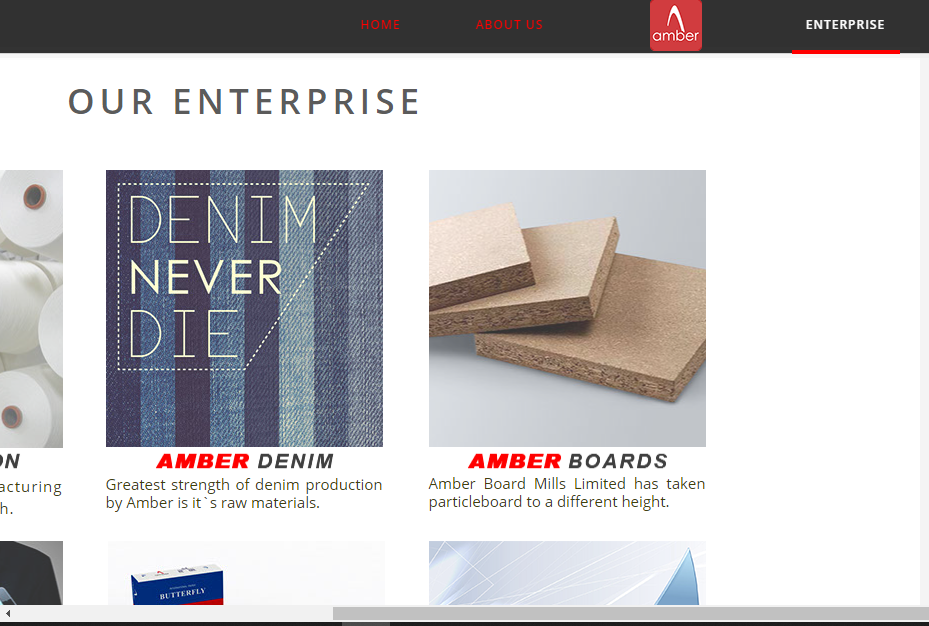 HOME
ABOUT US
amber
ENTERPRISE
OUR ENTERPRISE
DENIM
NEVER
DIE
ON
acturing
h.
AMBER DENIM
Greatest strength of denim production
by Amber is it`s raw materials.
AMBER BOARDS
Amber Board Mills Limited has taken
particleboard to a different height.
BUTTERFLY